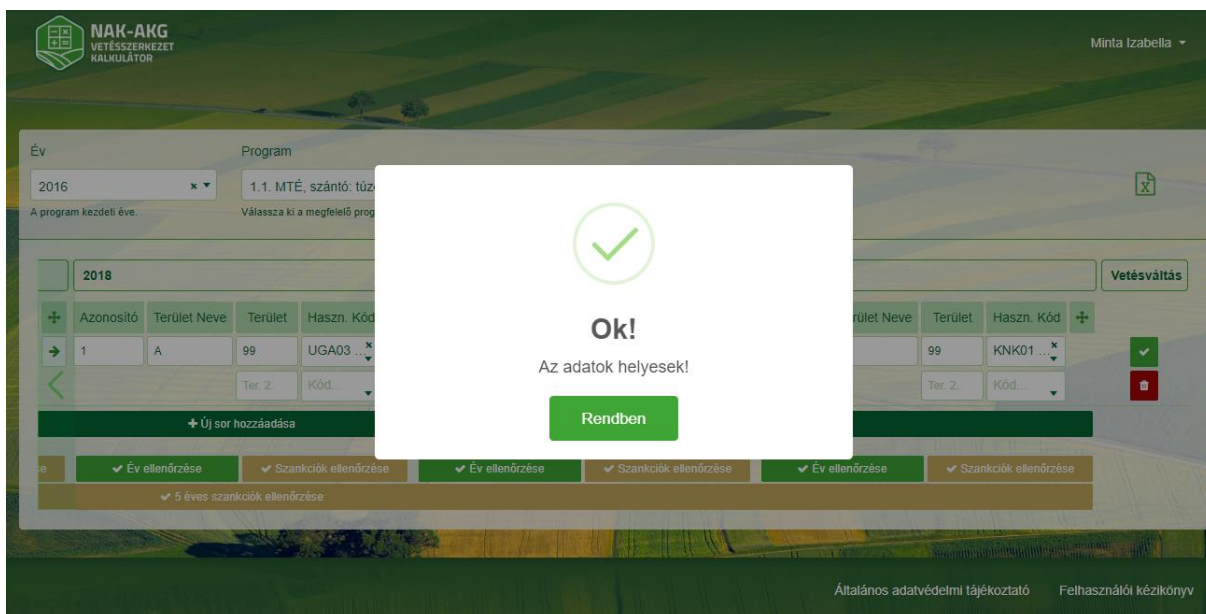 NAK-AKG
VETÉSSZERKEZET
KALKULÁTOR
Minta Izabella
Év
Program
2016
1.1. MTÉ, szántó:
A program kezdeti éve.
Válassza ki a megfelelő
2018
Vetésváltás
Azonosító Terület Neve Terület Haszn. Kód Neve Terület Haszn. Kód
1 A 99 UGA03 ... 99 KNK01 ...
Ter. 2. Kód... Ter. 2. Kód...
Új sor hozzáadása
Év ellenőrzése Szankciók ellenőrzése Év ellenőrzése Szankciók ellenőrzése Év ellenőrzése Szankciók ellenőrzése
5 éves szankciók ellenőrzése
Ok!
Az adatok helyesek!
Rendben
Általános adatvédelmi tájékoztató Felhasználói kézikönyv